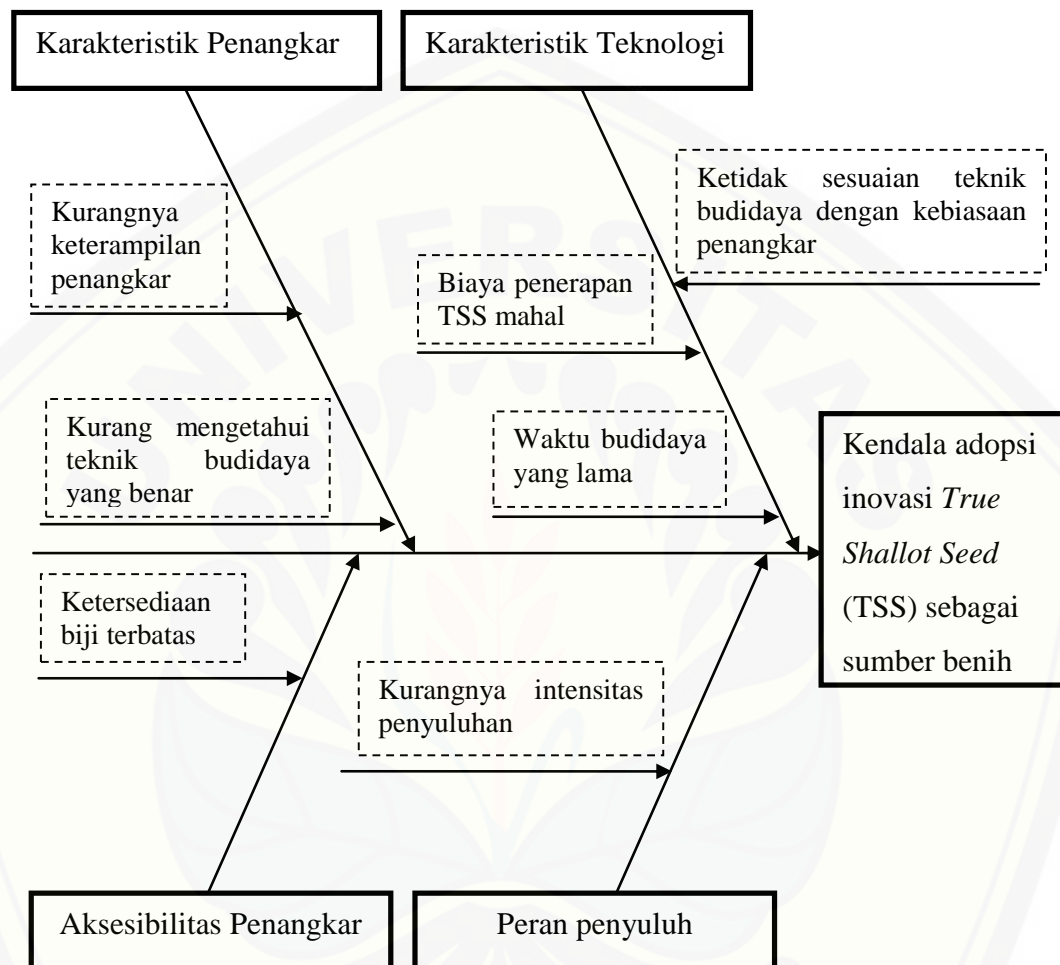 Karakteristik Penangkar
Karakteristik Teknologi
Ketidak sesuaian teknik
budidaya dengan kebiasaan
penangkar
Kurangnya
keterampilan
penangkar
Biaya penerapan
TSS mahal
Kurang mengetahui
teknik budidaya
yang benar
Waktu budidaya
yang lama
Kendala adopsi
inovasi True
Shallot Seed
(TSS) sebagai
sumber benih
Ketersediaan
biji terbatas
Kurangnya intensitas
penyuluhan
Aksesibilitas Penangkar
Peran penyuluh
UNIVERSITAS